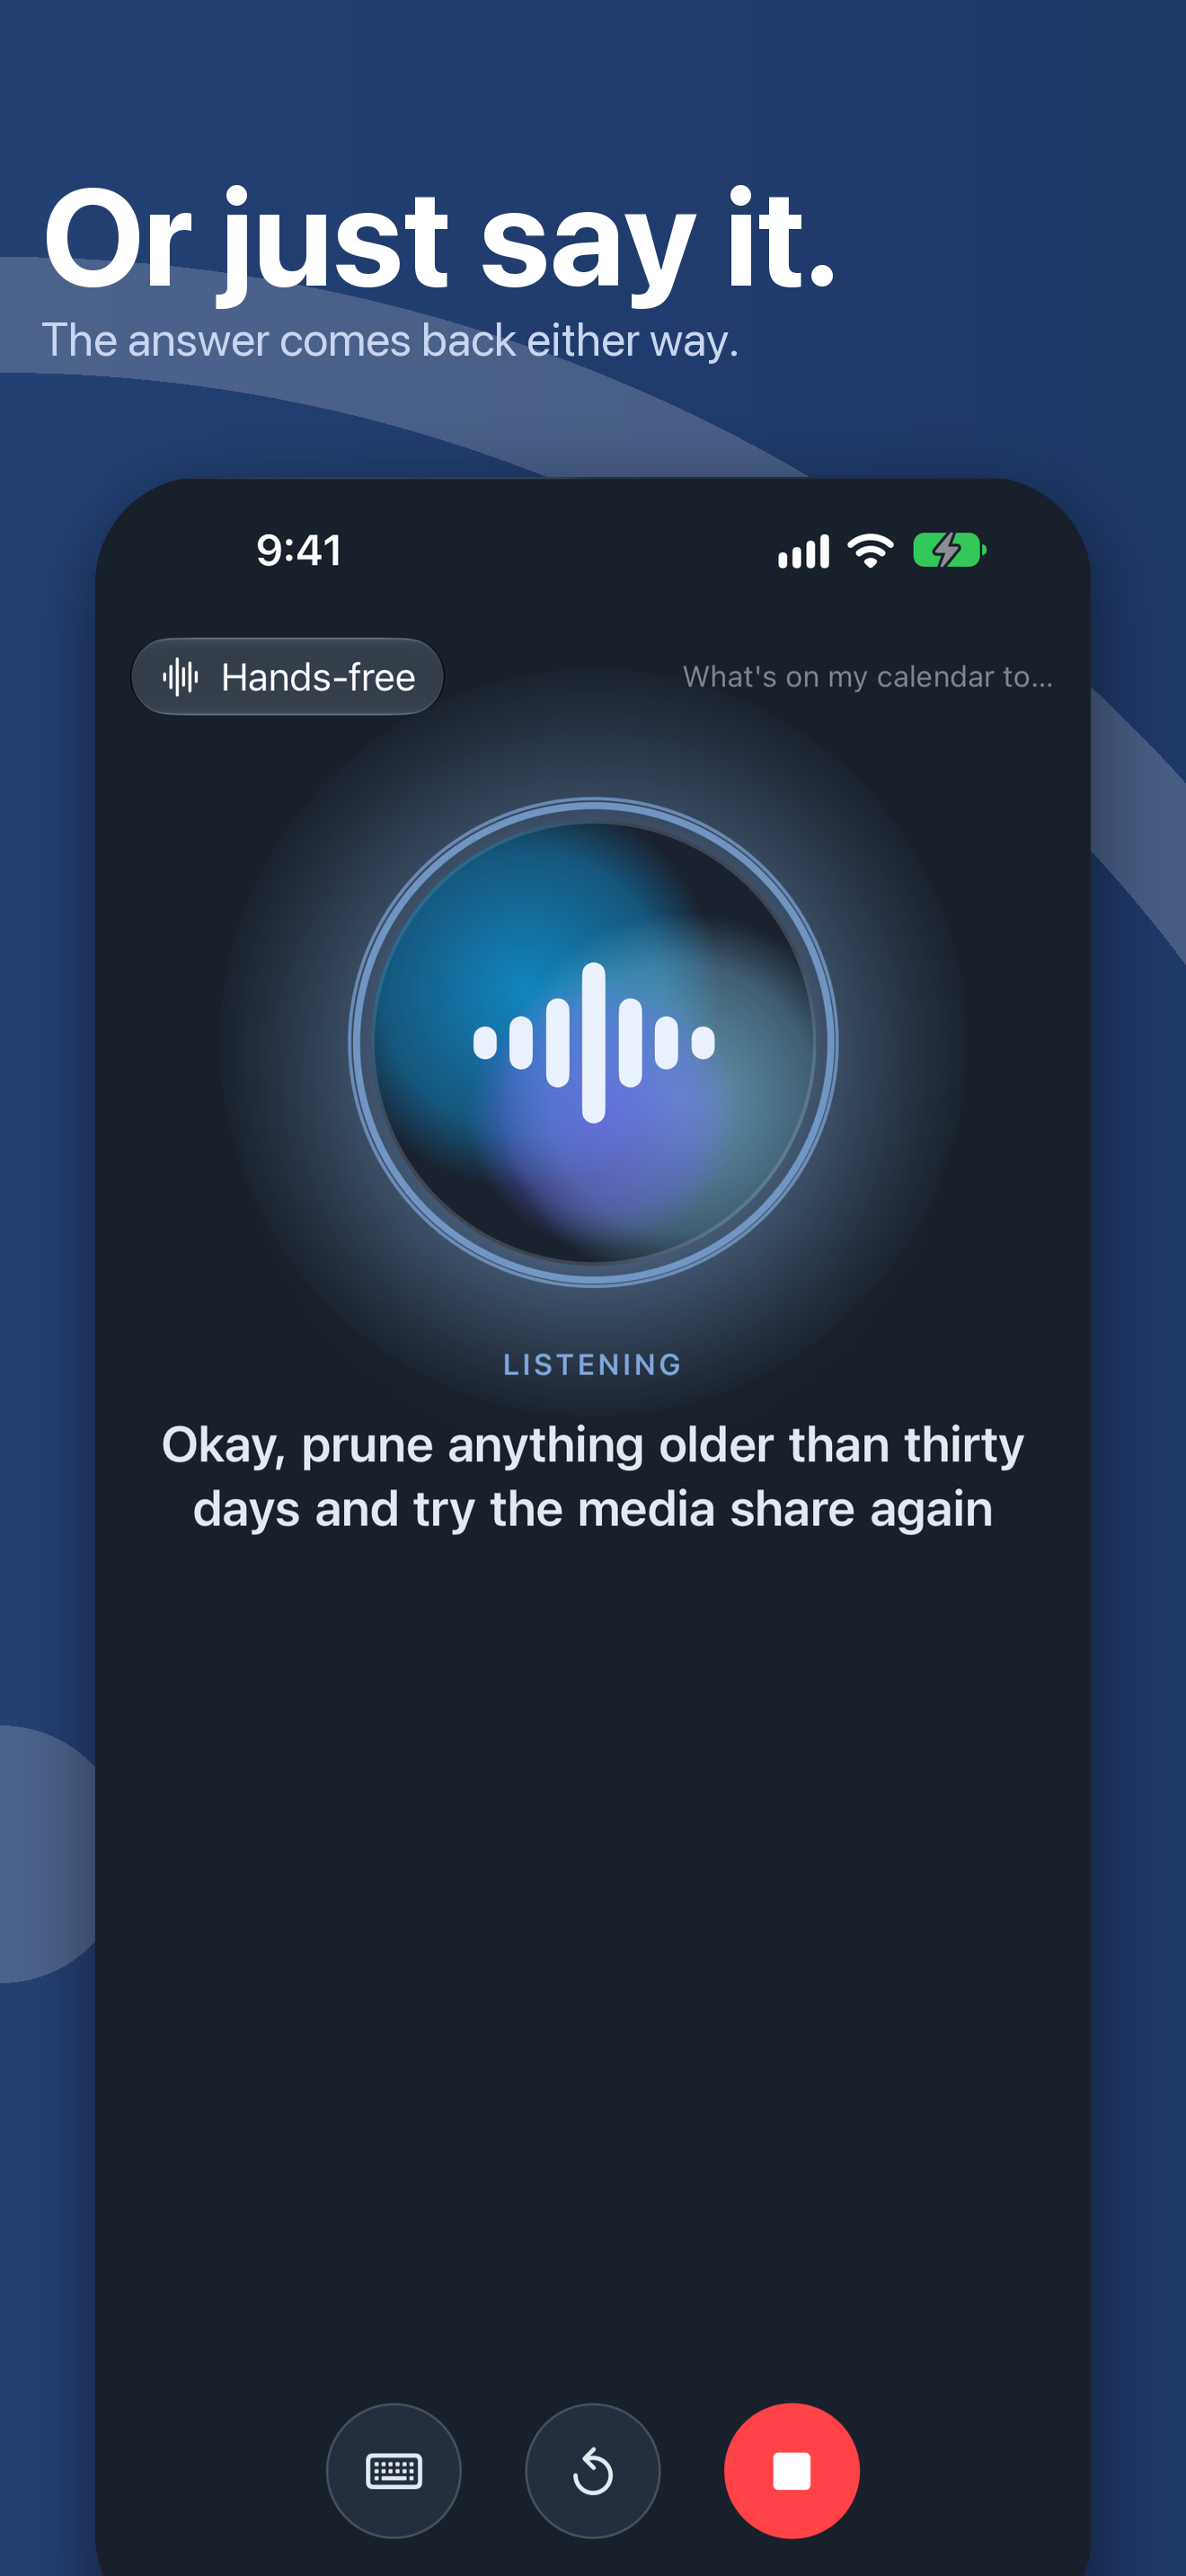 Or just say it.
The answer comes back either way.
9:41
Hands-free
What's on my calendar to...
LISTENING
Okay, prune anything older than thirty
days and try the media share again